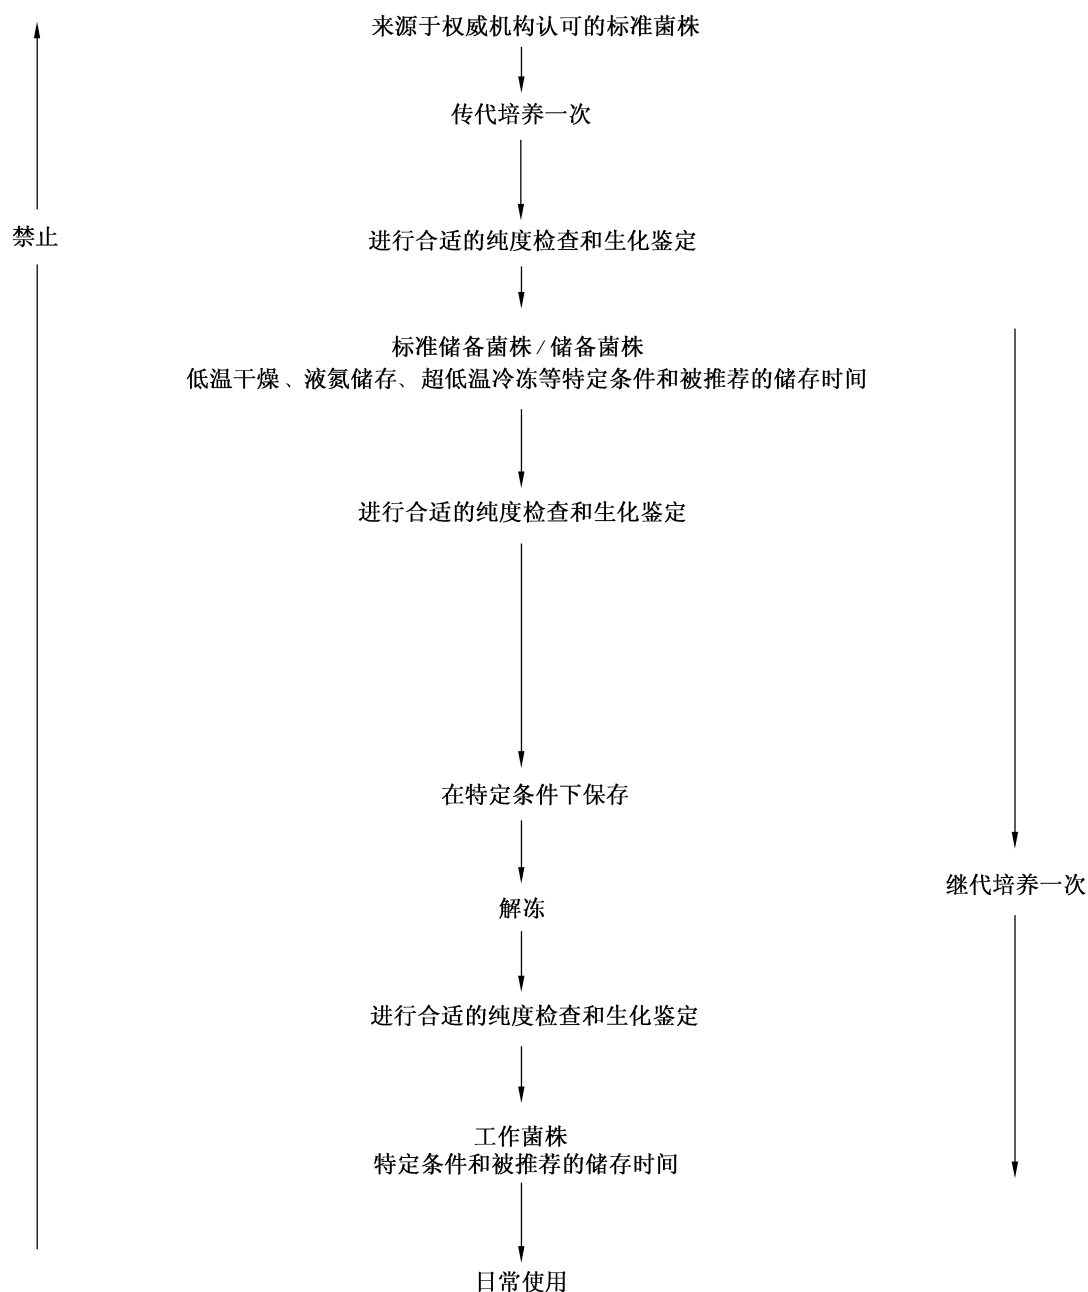 来源于权威机构认可的标准菌株
传代培养一次
禁止
进行合适的纯度检查和生化鉴定
标准储备菌株/储备菌株
低温干燥、液氮储存、超低温冷冻等特定条件和被推荐的储存时间
进行合适的纯度检查和生化鉴定
在特定条件下保存
继代培养一次
解冻
进行合适的纯度检查和生化鉴定
工作菌株
特定条件和被推荐的储存时间
日常使用